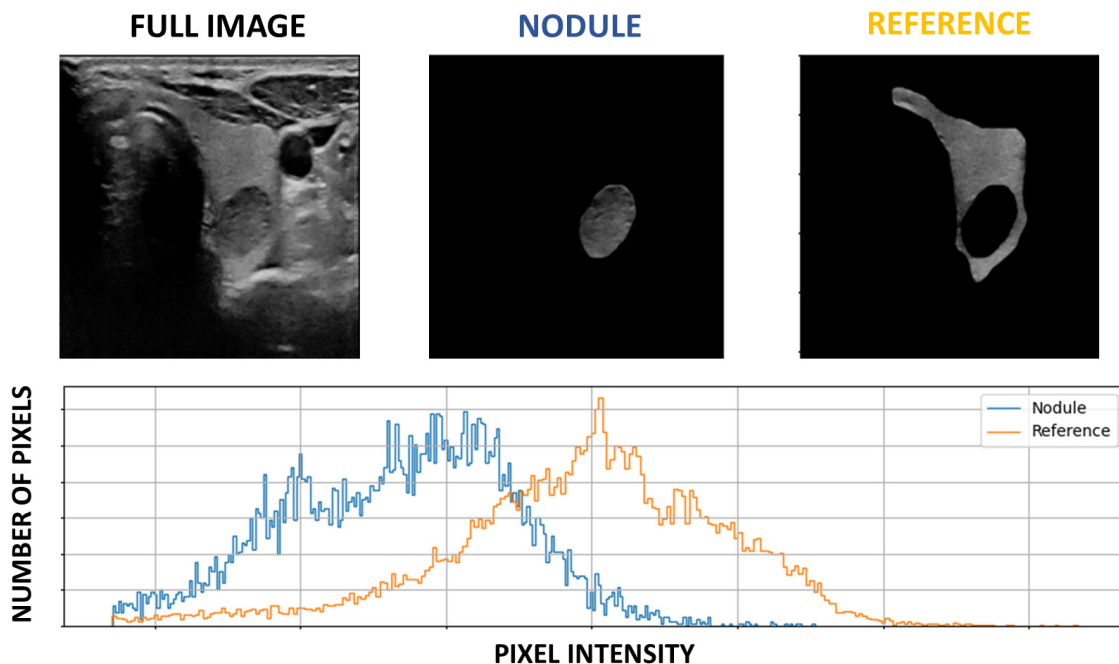 FULL IMAGE
NODULE
REFERENCE
NUMBER OF PIXELS
Nodule
Reference
PIXEL INTENSITY